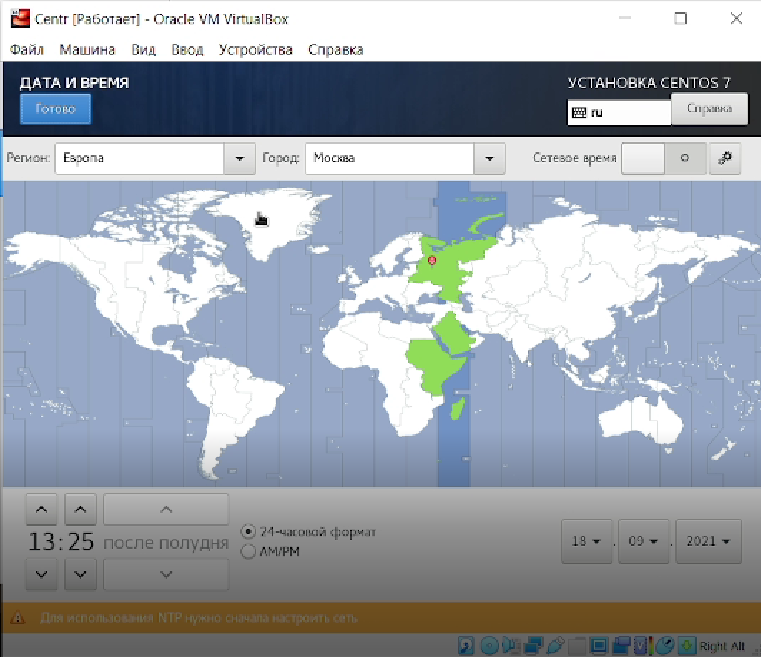 Centr [Работает] - Oracle VM VirtualBox
Файл Машина Вид Ввод Устройства Справка
ДАТА И ВРЕМЯ
УСТАНОВКА CENTOS 7
Готово
ru
Справка
Регион: Европа Город: Москва Сетевое время
13:25 после полудня
24-часовой формат
AM/PM
18 . 09 . 2021
Для использования NTP нужно сначала настроить сеть
Right Alt